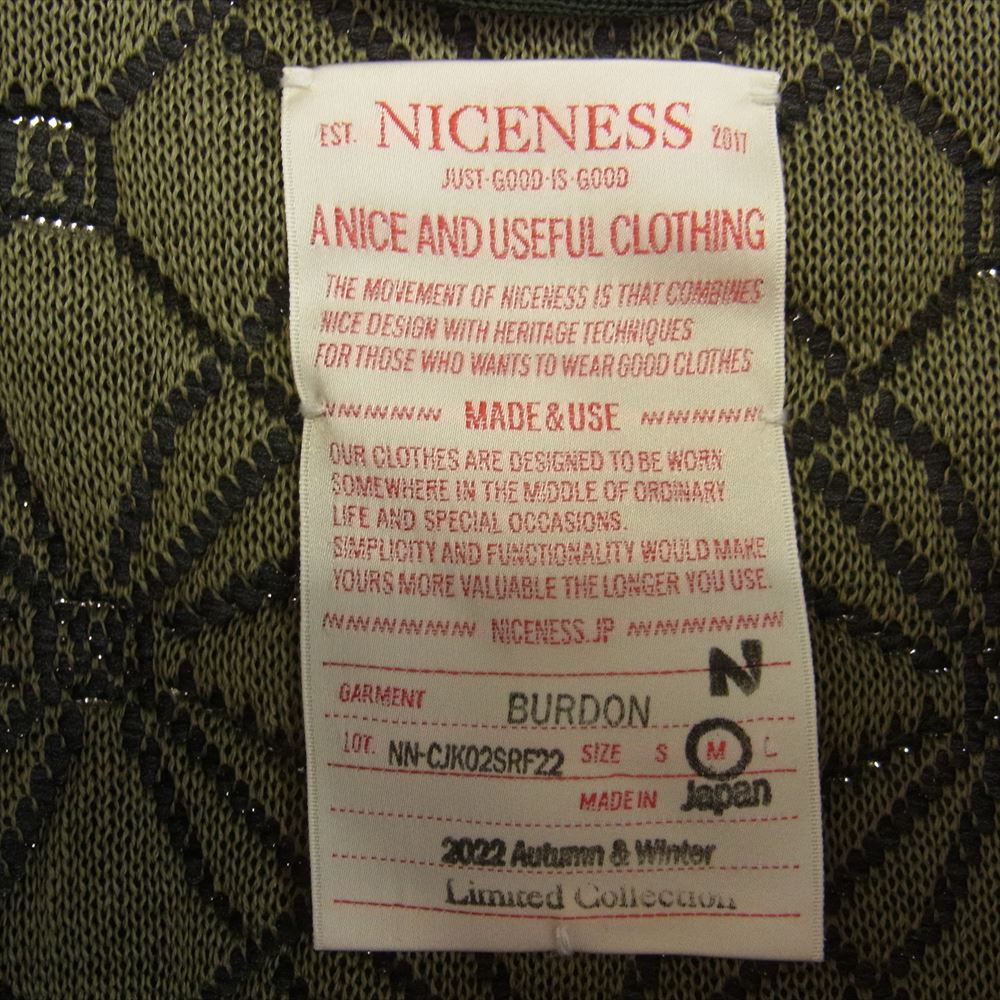 EST. NICENESS 2017
JUST·GOOD·IS·GOOD
A NICE AND USEFUL CLOTHING
THE MOVEMENT OF NICENESS IS THAT COMBINES
NICE DESIGN WITH HERITAGE TECHNIQUES
FOR THOSE WHO WANTS TO WEAR GOOD CLOTHES
MADE & USE
OUR CLOTHES ARE DESIGNED TO BE WORN
SOMEWHERE IN THE MIDDLE OF ORDINARY
LIFE AND SPECIAL OCCASIONS.
SIMPLICITY AND FUNCTIONALITY WOULD MAKE
YOURS MORE VALUABLE THE LONGER YOU USE.
NICENESS.JP
N
GARMENT BURDON
LOT. NN-CJK02SRF22 SIZE S M L
MADE IN Japan
2022 Autumn & Winter
Limited Collection